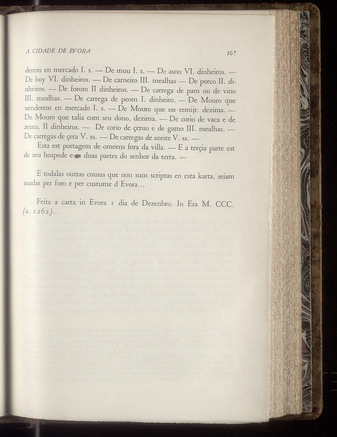 A CIDADE DE EVORA 167
derem en mercado I. s. — De muu I. s. — De asno VI. dinheiros. —
De boy VI. dinheiros. — De carneiro III. mealhas — De porco II. di-
nheiros. — De forom II dinheiros. — De carrega de pam ou de vino
III. mealhas. — De carrega de peom I. dinheiro. — De Mouro que
uenderem en mercado I. s. — De Mouro que sse remijr. dezima. —
De Mouro que talia com seu dono, dezima. — De corio de vaca e de
zeura, II dinheiros. — De corio de çeruo e de gamo III. mealhas. —
De carregas de çera V. ss. — De carregas de azeite V. ss. —
Esta est portagem de omeens fora da villa. — E a terçia parte est
de seu hospede e as duas partes do senhor da terra. —
E todalas outras cousas que non sum scriptas en esta karta, seiam
usadas per foro e per custume d Evora...
Feita a carta in Evora 1 dia de Dezenbro. In Era M. CCC.
(a. 1262)...